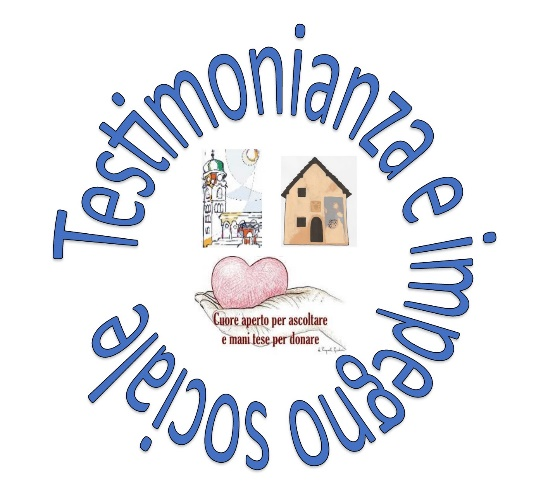 Testimonianza e impegno sociale
Cuore aperto per ascoltare
e mani tese per donare